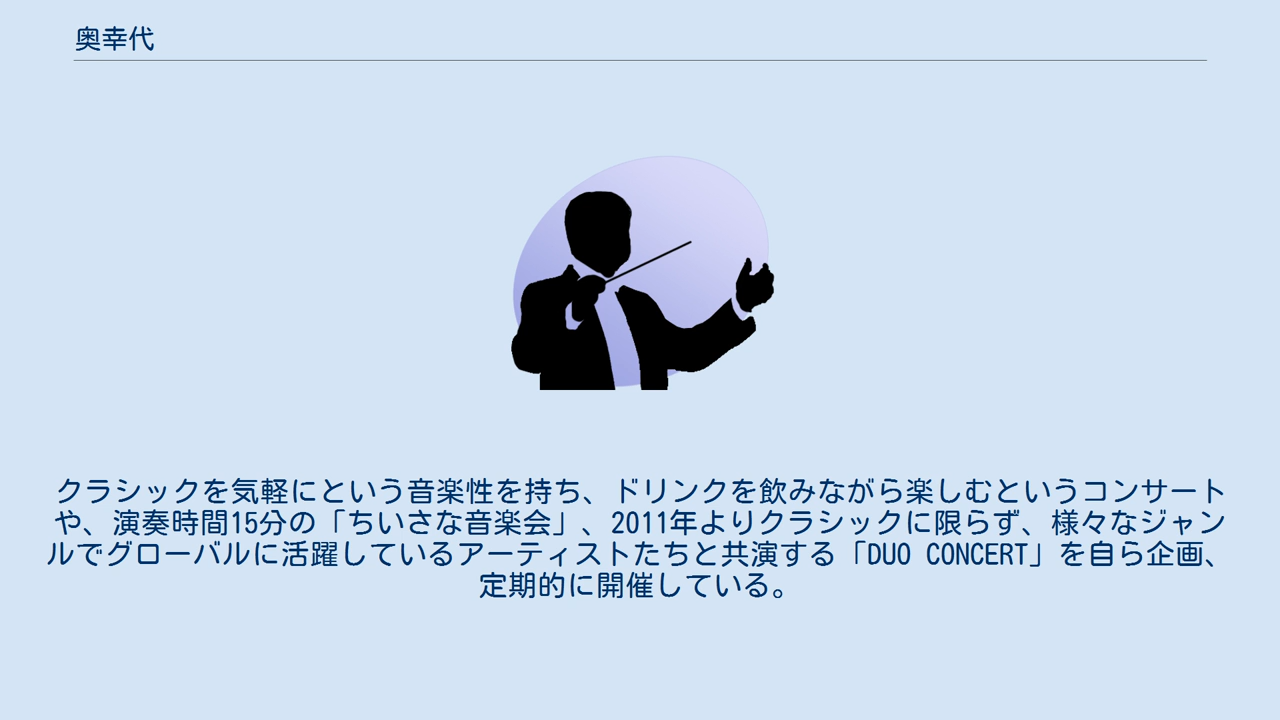 奥幸代
クラシックを気軽にという音楽性を持ち、ドリンクを飲みながら楽しむというコンサート
や、演奏時間15分の「ちいさな音楽会」、2011年よりクラシックに限らず、様々なジャン
ルでグローバルに活躍しているアーティストたちと共演する「DUO CONCERT」を自ら企画、
定期的に開催している。